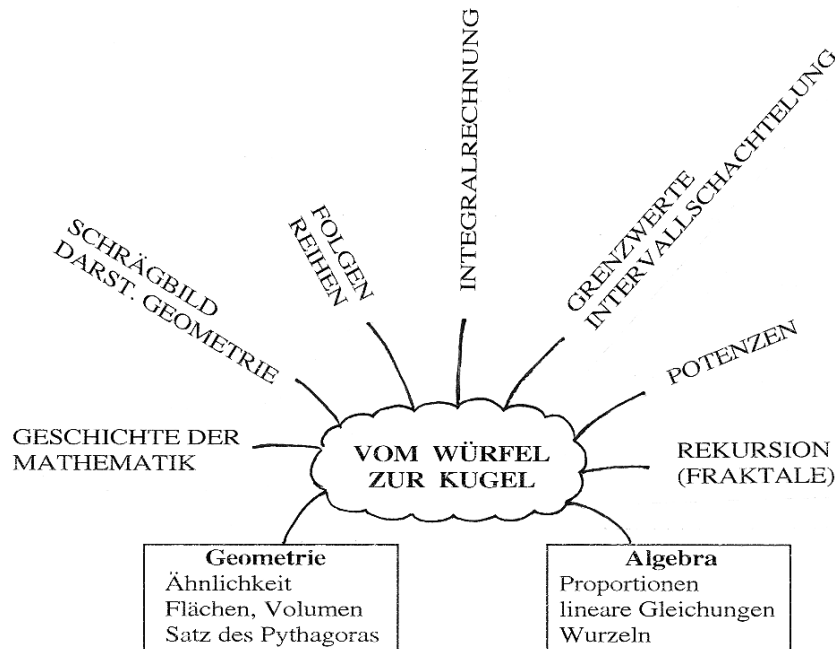 INTEGRALRECHNUNG
GRENZWERTE
INTERVALLSCHACHTELUNG
FOLGEN
REIHEN
SCHRÄGBILD
DARST. GEOMETRIE
POTENZEN
GESCHICHTE DER
MATHEMATIK
VOM WÜRFEL
ZUR KUGEL
REKURSION
(FRAKTALE)
Geometrie
Ähnlichkeit
Flächen, Volumen
Satz des Pythagoras
Algebra
Proportionen
lineare Gleichungen
Wurzeln